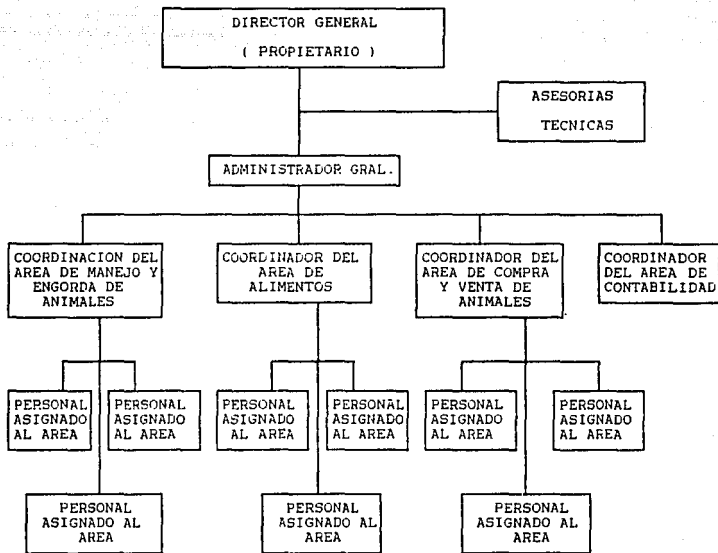 DIRECTOR GENERAL
( PROPIETARIO )
ASESORIAS
TECNICAS
ADMINISTRADOR GRAL.
COORDINACION DEL
AREA DE MANEJO Y
ENGORDA DE
ANIMALES
COORDINADOR DEL
AREA DE
ALIMENTOS
COORDINADOR DEL
AREA DE COMPRA
Y VENTA DE
ANIMALES
COORDINADOR
DEL AREA DE
CONTABILIDAD
PERSONAL
ASIGNADO
AL AREA
PERSONAL
ASIGNADO
AL AREA
PERSONAL
ASIGNADO
AL AREA
PERSONAL
ASIGNADO
AL AREA
PERSONAL
ASIGNADO
AL AREA
PERSONAL
ASIGNADO
AL AREA
PERSONAL
ASIGNADO AL
AREA
PERSONAL
ASIGNADO AL
AREA
PERSONAL
ASIGNADO AL
AREA